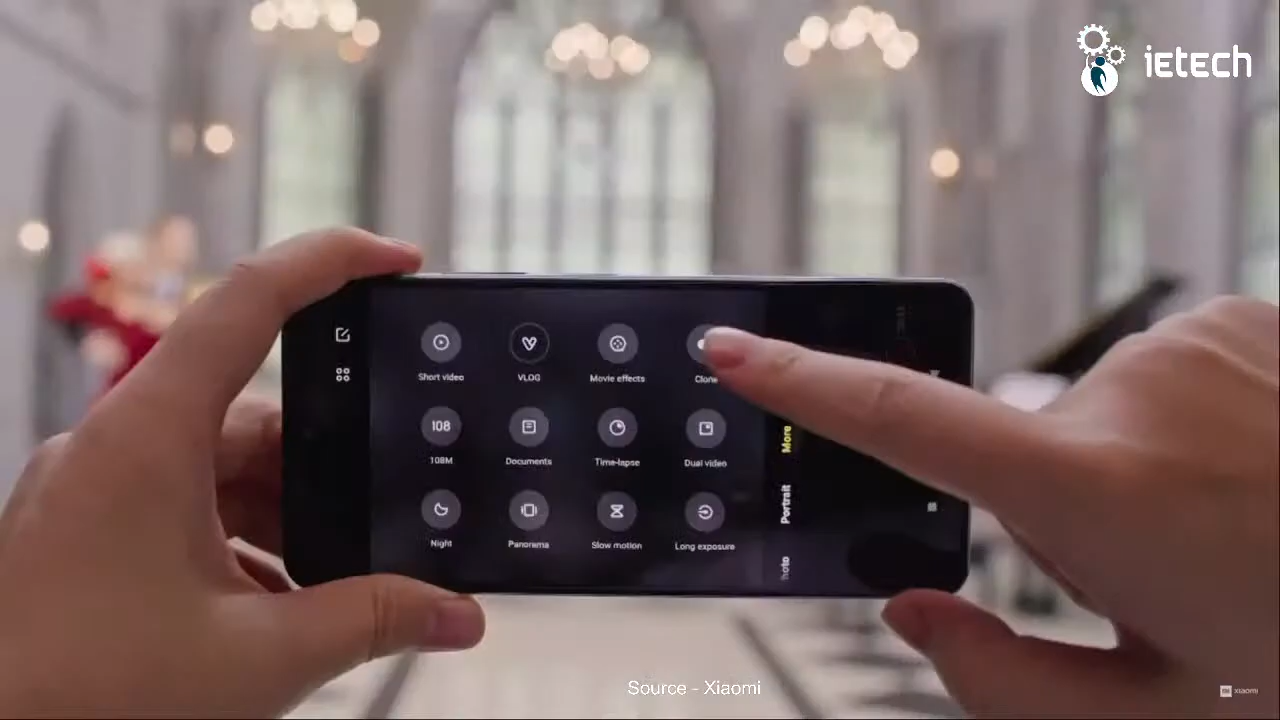 ietech
Short video
VLOG
Movie effects
Clone
108
108M
Documents
Time-lapse
Dual video
More
Night
Panorama
Slow motion
Long exposure
Portrait
Source - Xiaomi
xiaomi